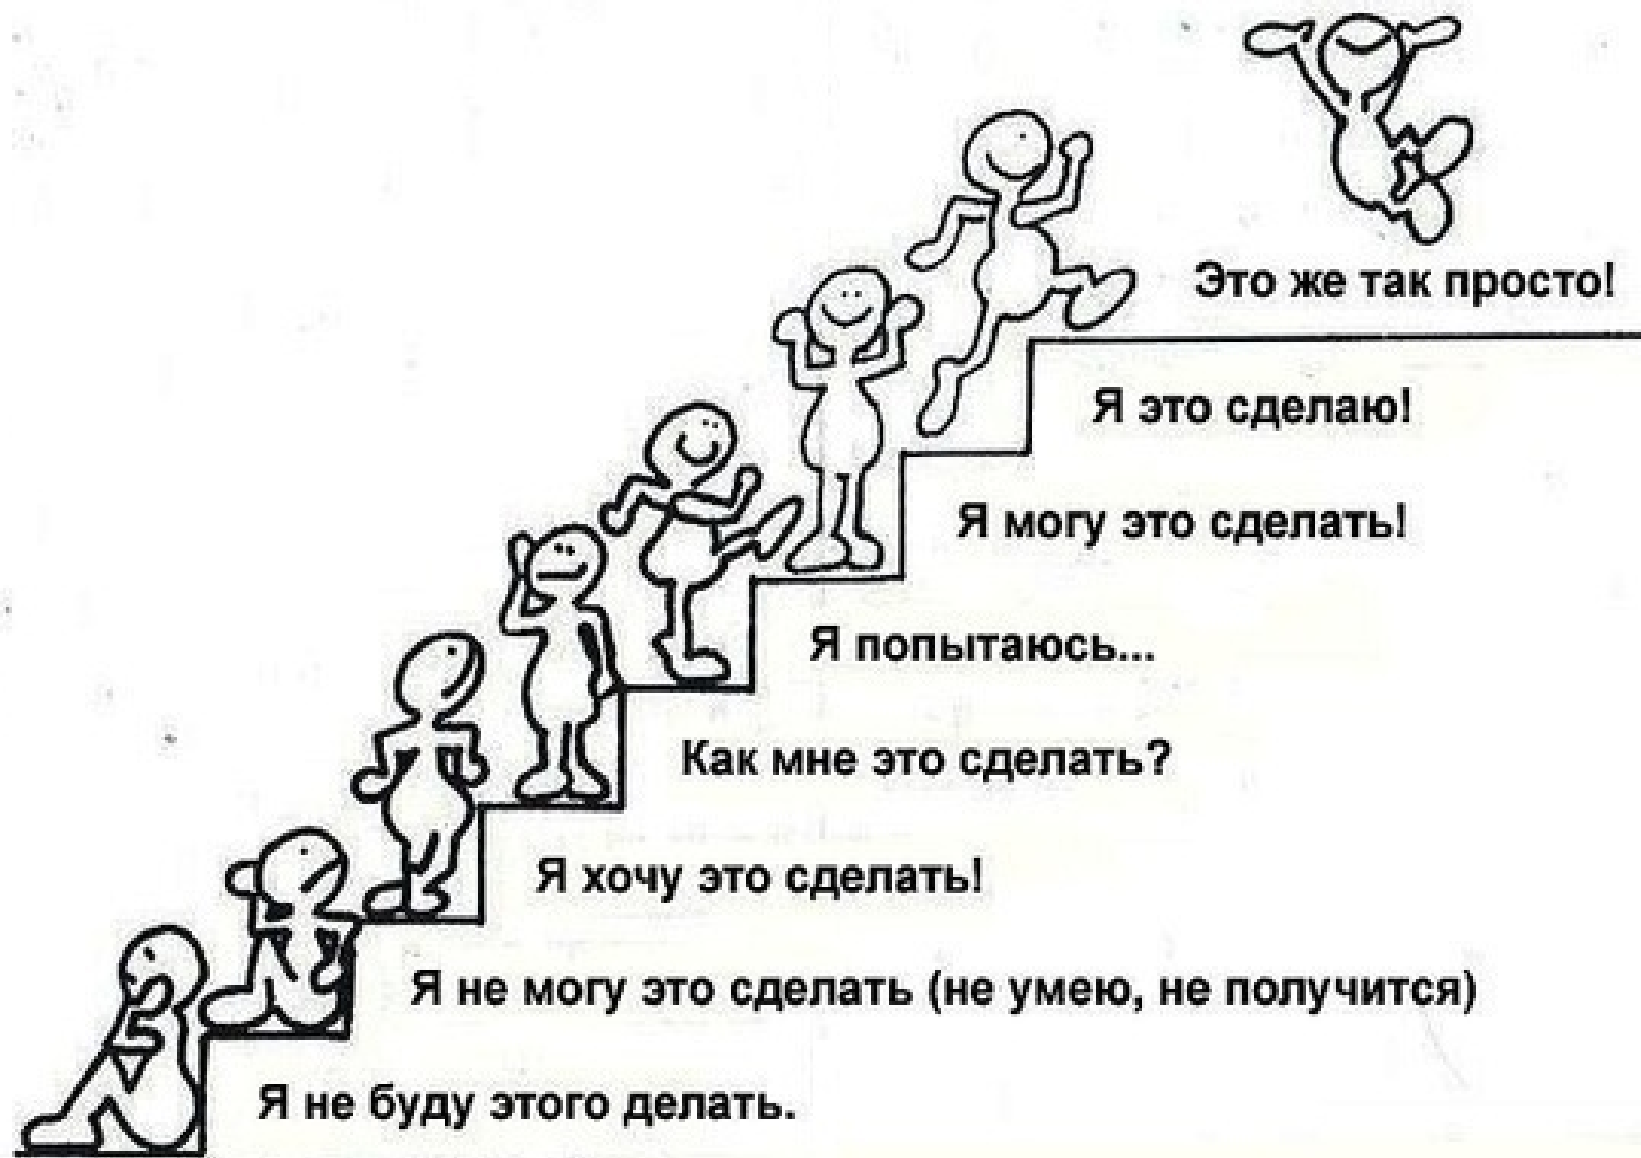 Это же так просто!
Я это сделаю!
Я могу это сделать!
Я попытаюсь...
Как мне это сделать?
Я хочу это сделать!
Я не могу это сделать (не умею, не получится)
Я не буду этого делать.